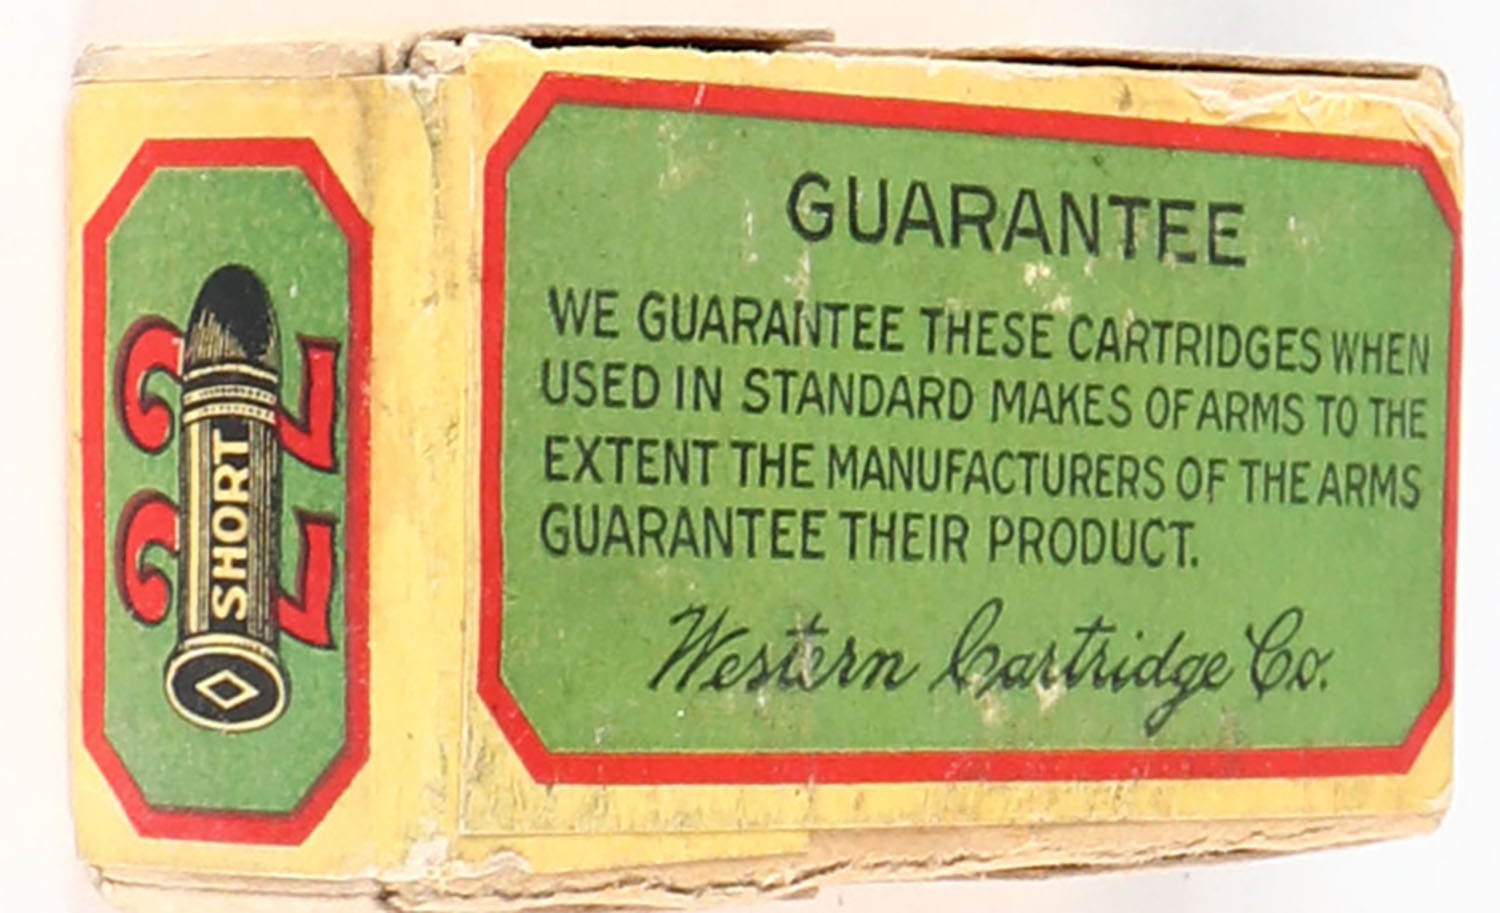 22
SHORT
GUARANTEE
WE GUARANTEE THESE CARTRIDGES WHEN
USED IN STANDARD MAKES OF ARMS TO THE
EXTENT THE MANUFACTURERS OF THE ARMS
GUARANTEE THEIR PRODUCT.
Western Cartridge Co.